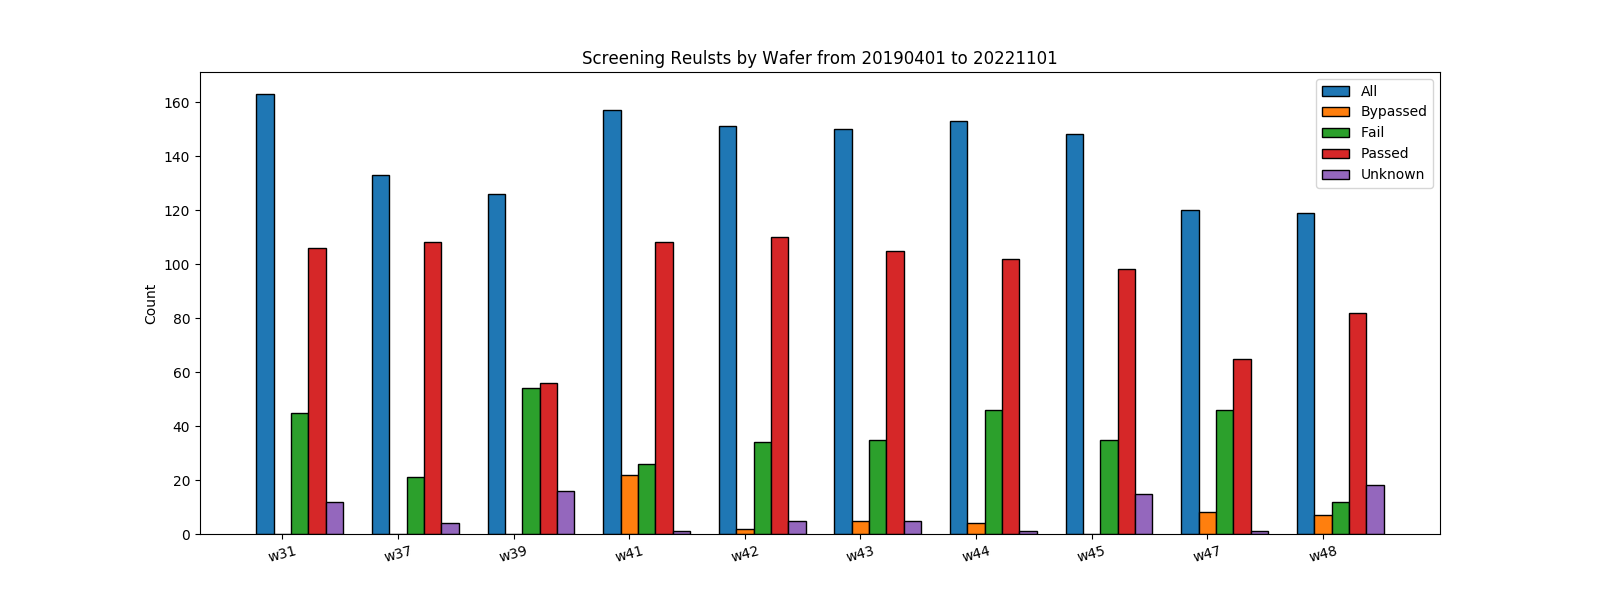 Screening Reulsts by Wafer from 20190401 to 20221101
All
Bypassed
Fail
Passed
Unknown
Count
160
140
120
100
80
60
40
20
0
w31
w37
w39
w41
w42
w43
w44
w45
w47
w48